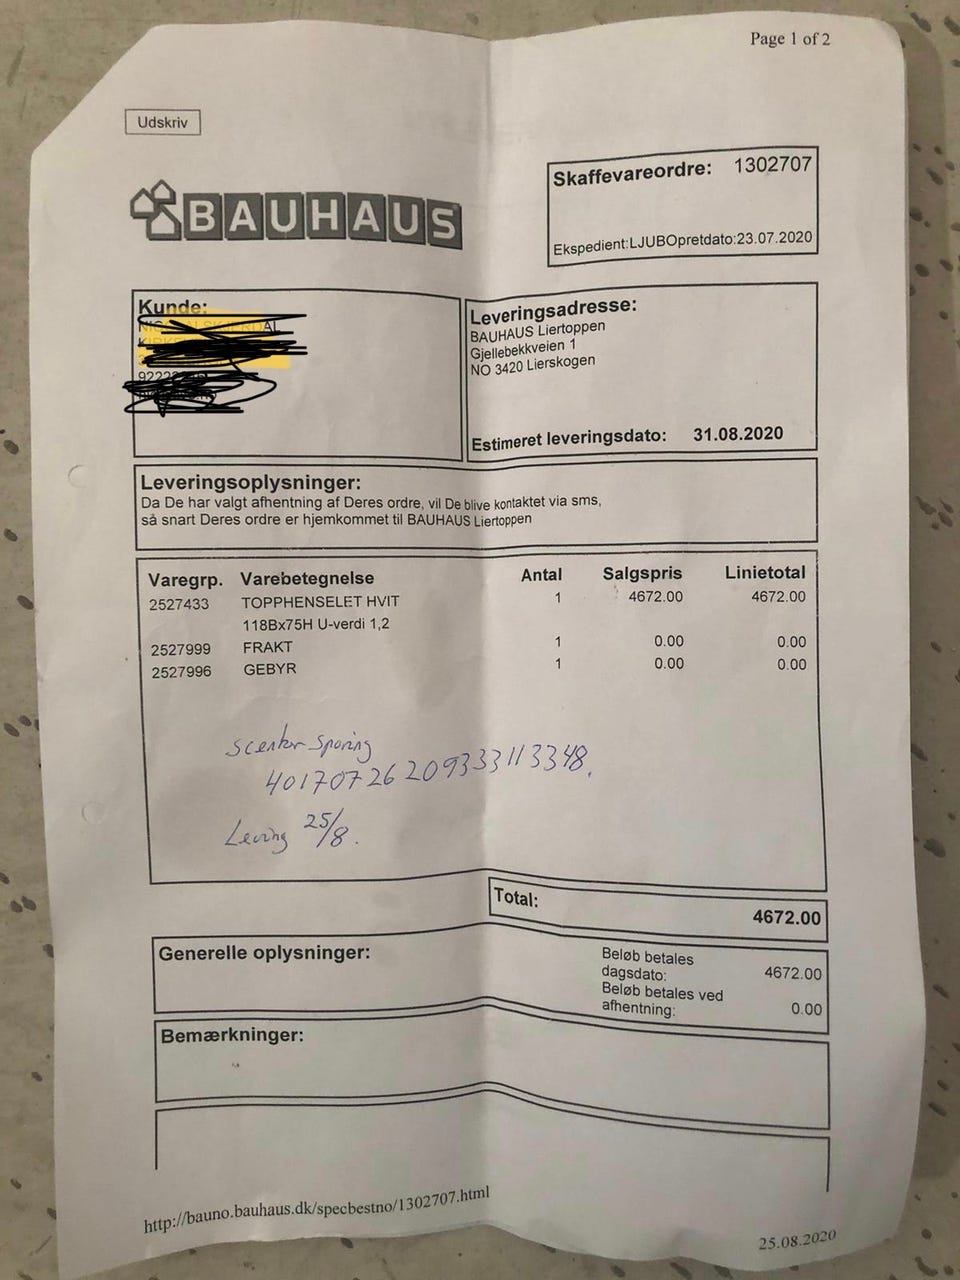 Page 1 of 2
Udskriv
BAUHAUS
Skaffevareordre: 1302707
Ekspedient:LJUBOpretdato:23.07.2020
Kunde:
Leveringsadresse:
BAUHAUS Liertoppen
Gjellebekkveien 1
NO 3420 Lierskogen
Estimeret leveringsdato: 31.08.2020
Leveringsoplysninger:
Da De har valgt afhentning af Deres ordre, vil De blive kontaktet via sms,
så snart Deres ordre er hjemkommet til BAUHAUS Liertoppen
Varegrp. Varebetegnelse Antal Salgspris Linietotal
2527433 TOPPHENSELET HVIT 1 4672.00 4672.00
118Bx75H U-verdi 1,2
2527999 FRAKT 1 0.00 0.00
2527996 GEBYR 1 0.00 0.00
scenker sporing
40170726209333113348.
Levring 25/8.
Total: 4672.00
Generelle oplysninger:
Beløb betales
dagsdato: 4672.00
Beløb betales ved
afhentning: 0.00
Bemærkninger:
http://bauno.bauhaus.dk/specbestno/1302707.html
25.08.2020